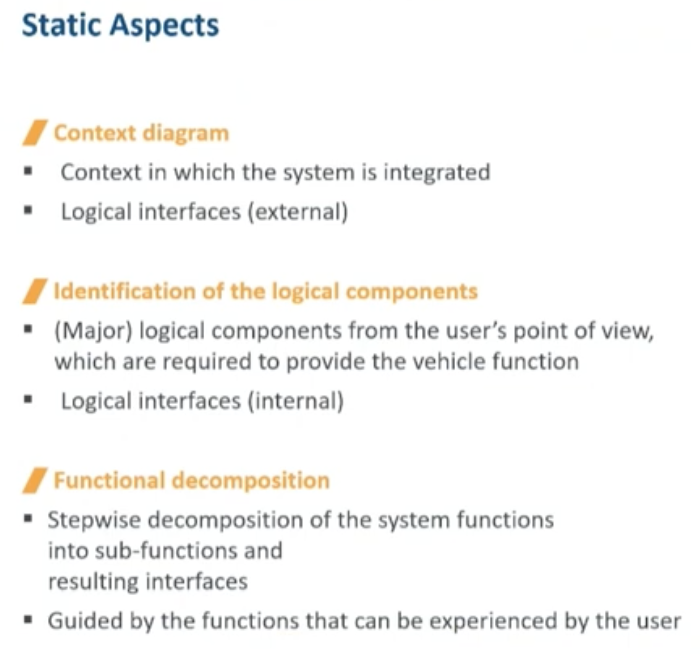 Static Aspects
Context diagram
▪ Context in which the system is integrated
▪ Logical interfaces (external)
Identification of the logical components
▪ (Major) logical components from the user's point of view,
which are required to provide the vehicle function
▪ Logical interfaces (internal)
Functional decomposition
▪ Stepwise decomposition of the system functions
into sub-functions and
resulting interfaces
▪ Guided by the functions that can be experienced by the user